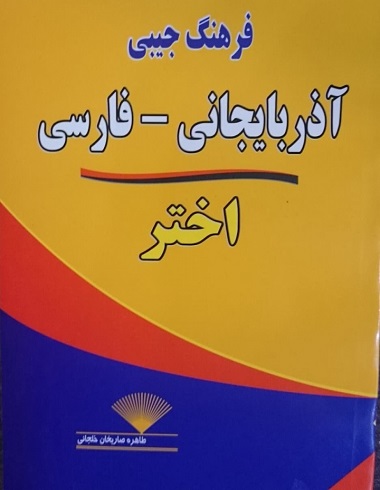 فرهنگ جیبی
آذربایجانی - فارسی
اختر
طاهره صاریخان خلجانی